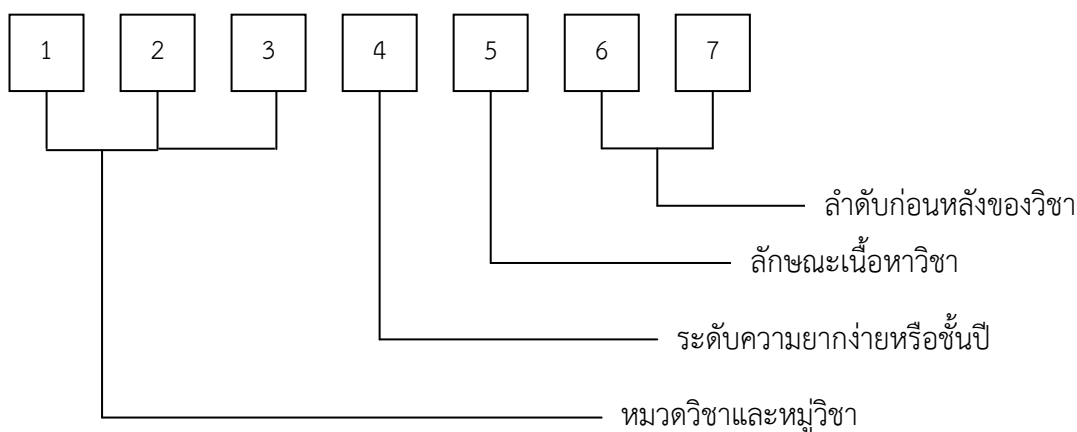 1 2 3 4 5 6 7
ลำดับก่อนหลังของวิชา
ลักษณะเนื้อหาวิชา
ระดับความยากง่ายหรือชั้นปี
หมวดวิชาและหมู่วิชา